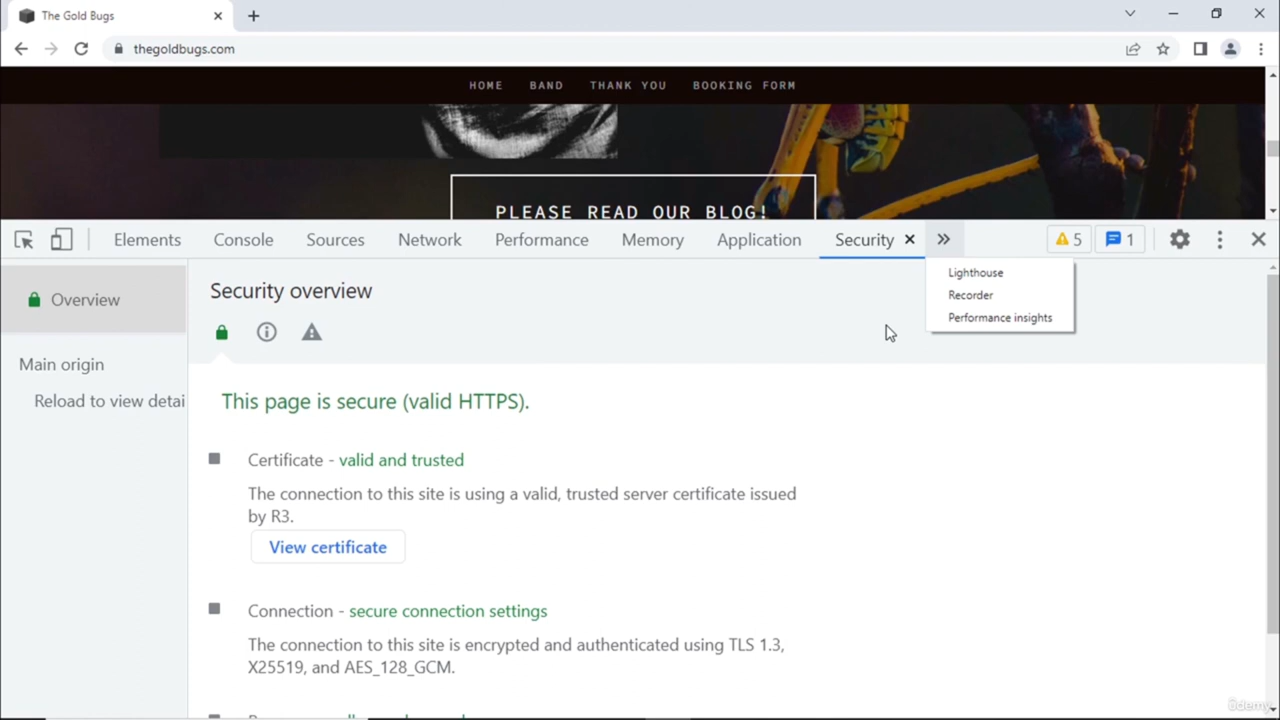 The Gold Bugs
thegoldbugs.com
HOME BAND THANK YOU BOOKING FORM
PLEASE READ OUR BLOG!
Elements Console Sources Network Performance Memory Application Security 5 1
Lighthouse
Recorder
Performance insights
Overview
Main origin
Reload to view detai
Security overview
This page is secure (valid HTTPS).
Certificate - valid and trusted
The connection to this site is using a valid, trusted server certificate issued
by R3.
View certificate
Connection - secure connection settings
The connection to this site is encrypted and authenticated using TLS 1.3,
X25519, and AES_128_GCM.
ûdemy